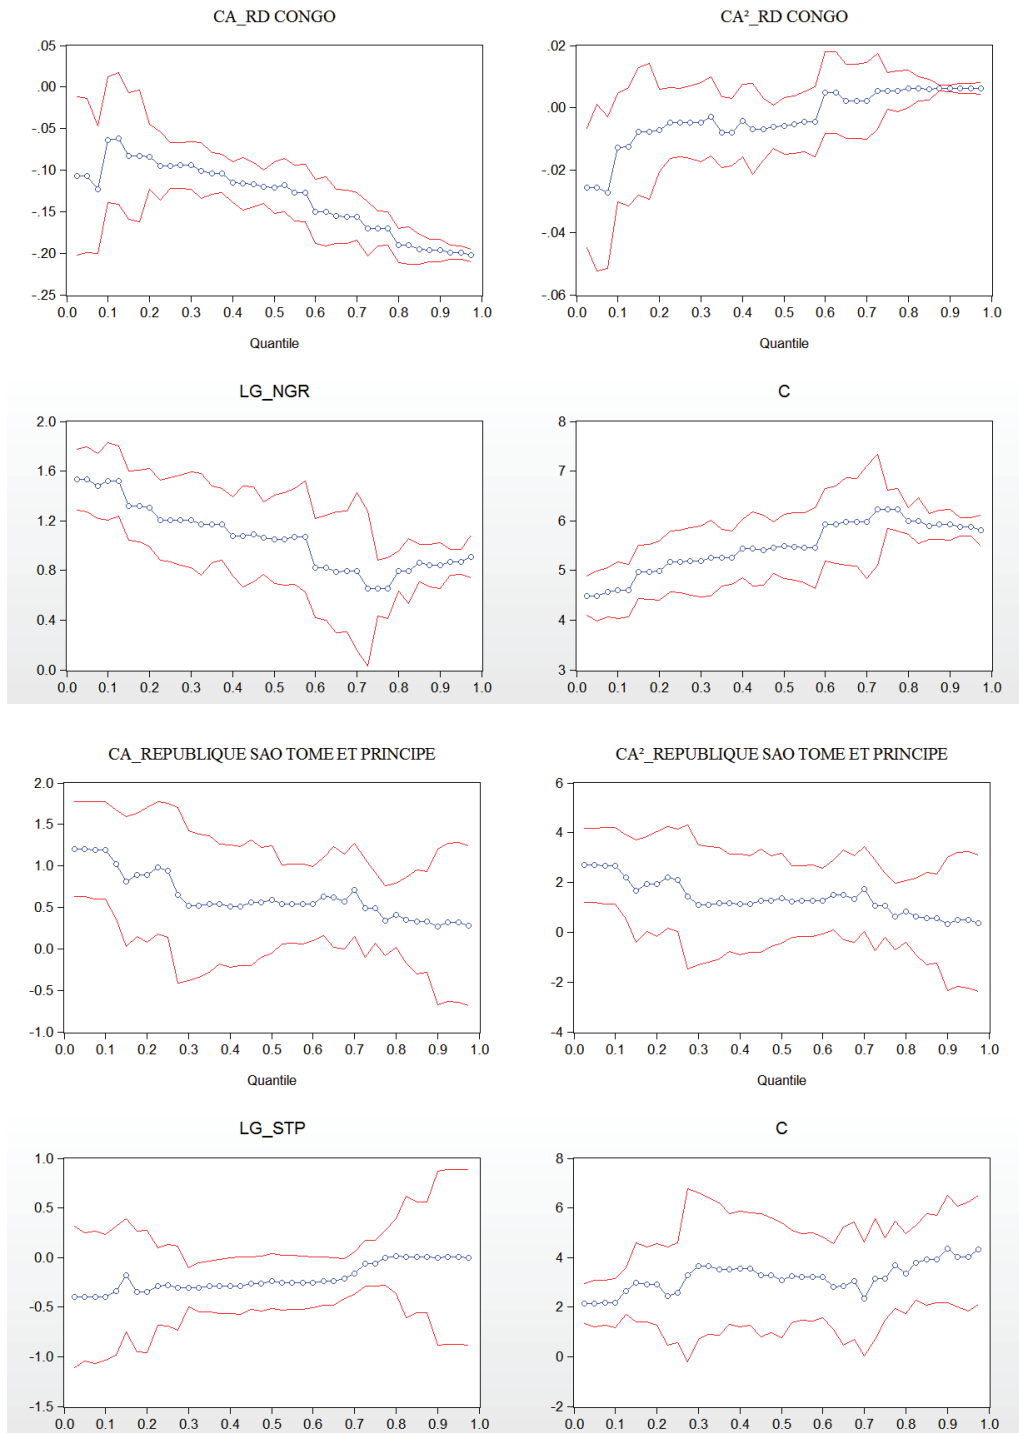 CA_RD CONGO
.05
.00
-.05
-.10
-.15
-.20
-.25
0.0 0.1 0.2 0.3 0.4 0.5 0.6 0.7 0.8 0.9 1.0
Quantile
CA²_RD CONGO
.02
.00
-.02
-.04
-.06
0.0 0.1 0.2 0.3 0.4 0.5 0.6 0.7 0.8 0.9 1.0
Quantile
LG_NGR
2.0
1.6
1.2
0.8
0.4
0.0
0.0 0.1 0.2 0.3 0.4 0.5 0.6 0.7 0.8 0.9 1.0
C
8
7
6
5
4
3
0.0 0.1 0.2 0.3 0.4 0.5 0.6 0.7 0.8 0.9 1.0
CA_REPUBLIQUE SAO TOME ET PRINCIPE
2.0
1.5
1.0
0.5
0.0
-0.5
-1.0
0.0 0.1 0.2 0.3 0.4 0.5 0.6 0.7 0.8 0.9 1.0
Quantile
CA²_REPUBLIQUE SAO TOME ET PRINCIPE
6
4
2
0
-2
-4
0.0 0.1 0.2 0.3 0.4 0.5 0.6 0.7 0.8 0.9 1.0
Quantile
LG_STP
1.0
0.5
0.0
-0.5
-1.0
-1.5
0.0 0.1 0.2 0.3 0.4 0.5 0.6 0.7 0.8 0.9 1.0
C
8
6
4
2
0
-2
0.0 0.1 0.2 0.3 0.4 0.5 0.6 0.7 0.8 0.9 1.0